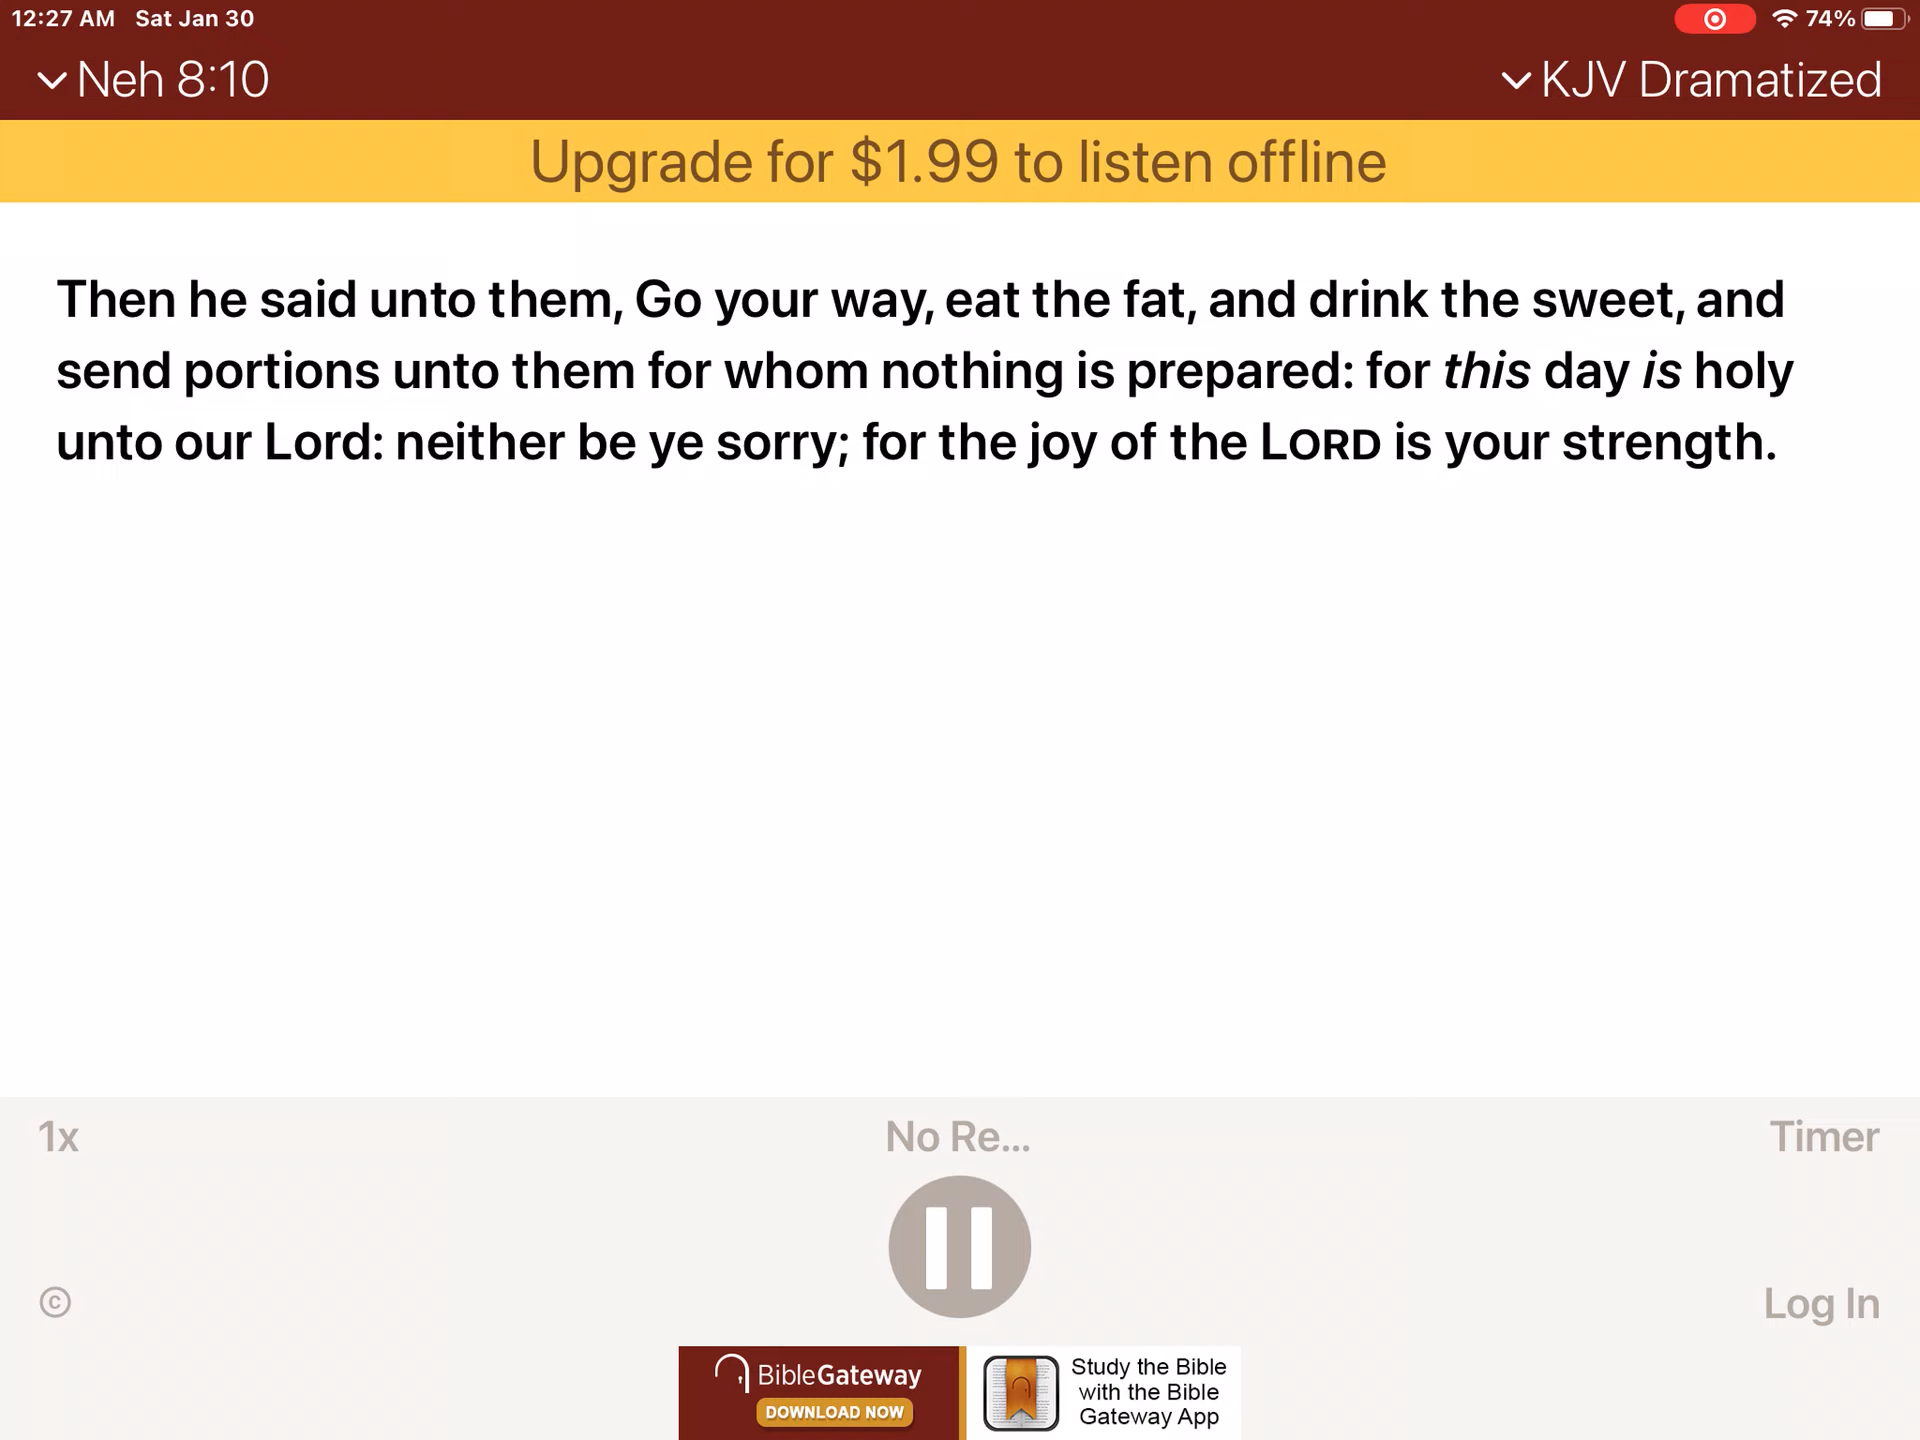 12:27 AM Sat Jan 30
74%
Neh 8:10
KJV Dramatized
Upgrade for $1.99 to listen offline
Then he said unto them, Go your way, eat the fat, and drink the sweet, and
send portions unto them for whom nothing is prepared: for this day is holy
unto our Lord: neither be ye sorry; for the joy of the LORD is your strength.
1x
No Re...
Timer
©
Log In
BibleGateway
DOWNLOAD NOW
Study the Bible
with the Bible
Gateway App